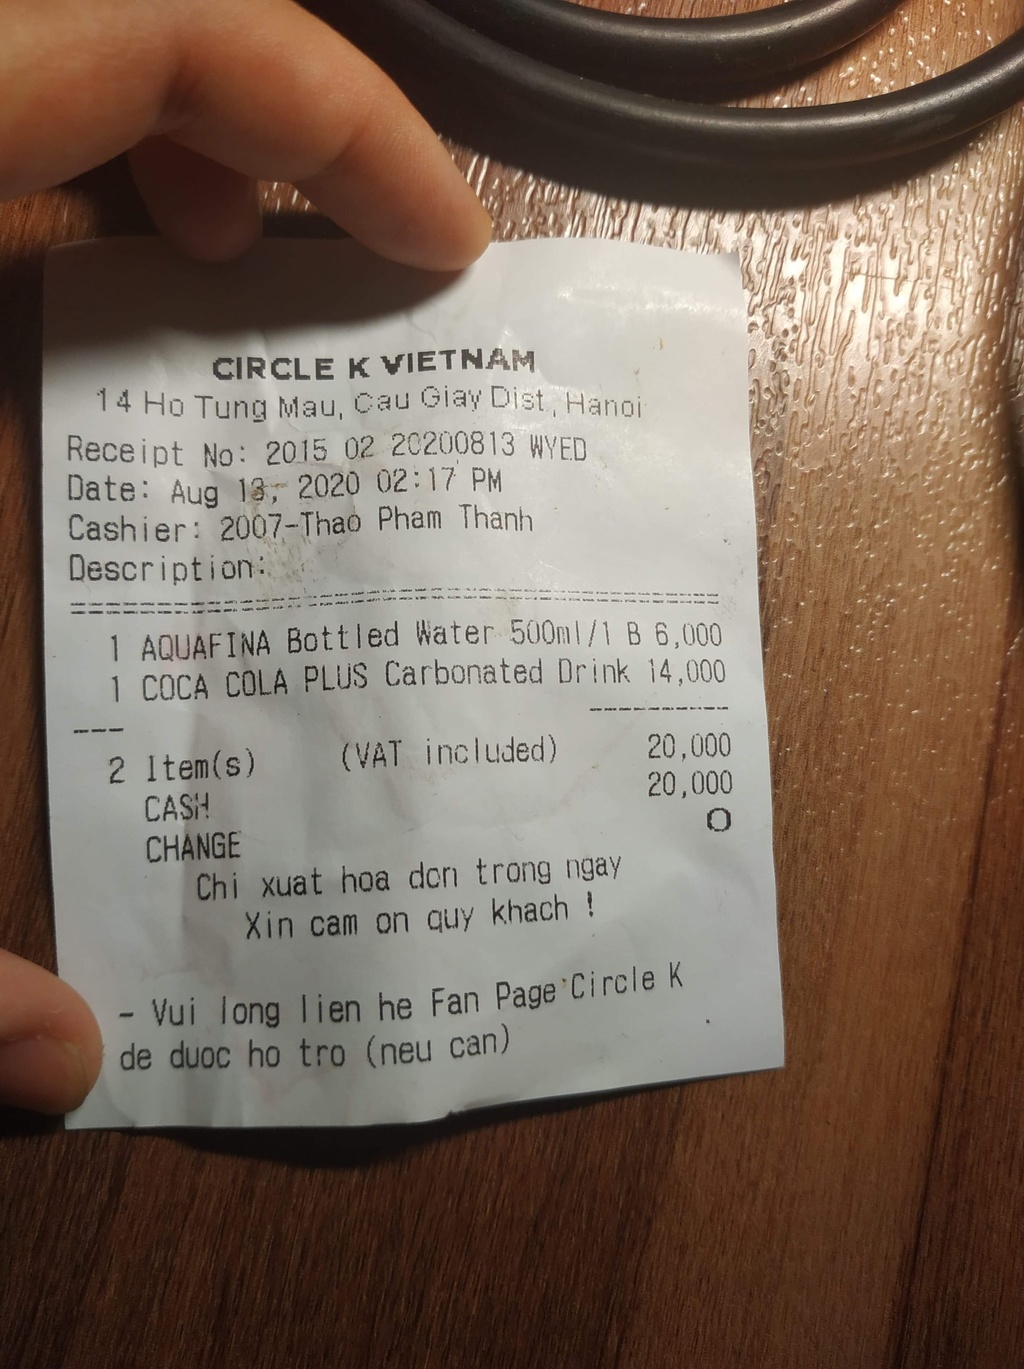 CIRCLE K VIETNAM
14 Ho Tung Mau, Cau Giay Dist, Hanoi
Receipt No: 2015 02 20200813 WYED
Date: Aug 13, 2020 02:17 PM
Cashier: 2007-Thao Pham Thanh
Description:
1 AQUAFINA Bottled Water 500ml/1 B 6,000
1 COCA COLA PLUS Carbonated Drink 14,000
2 Item(s) (VAT included) 20,000
CASH 20,000
CHANGE 0
Chi xuat hoa don trong ngay
Xin cam on quy khach !
- Vui long lien he Fan Page Circle K
de duoc ho tro (neu can)